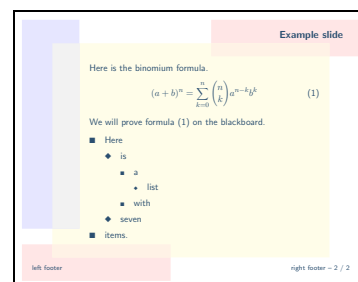 Example slide
Here is the binomium formula.
(a + b)^n = \sum_{k=0}^{n} \binom{n}{k} a^{n-k} b^k (1)
We will prove formula (1) on the blackboard.
■ Here
◆ is
■ a
• list
■ with
◆ seven
■ items.
left footer right footer – 2 / 2